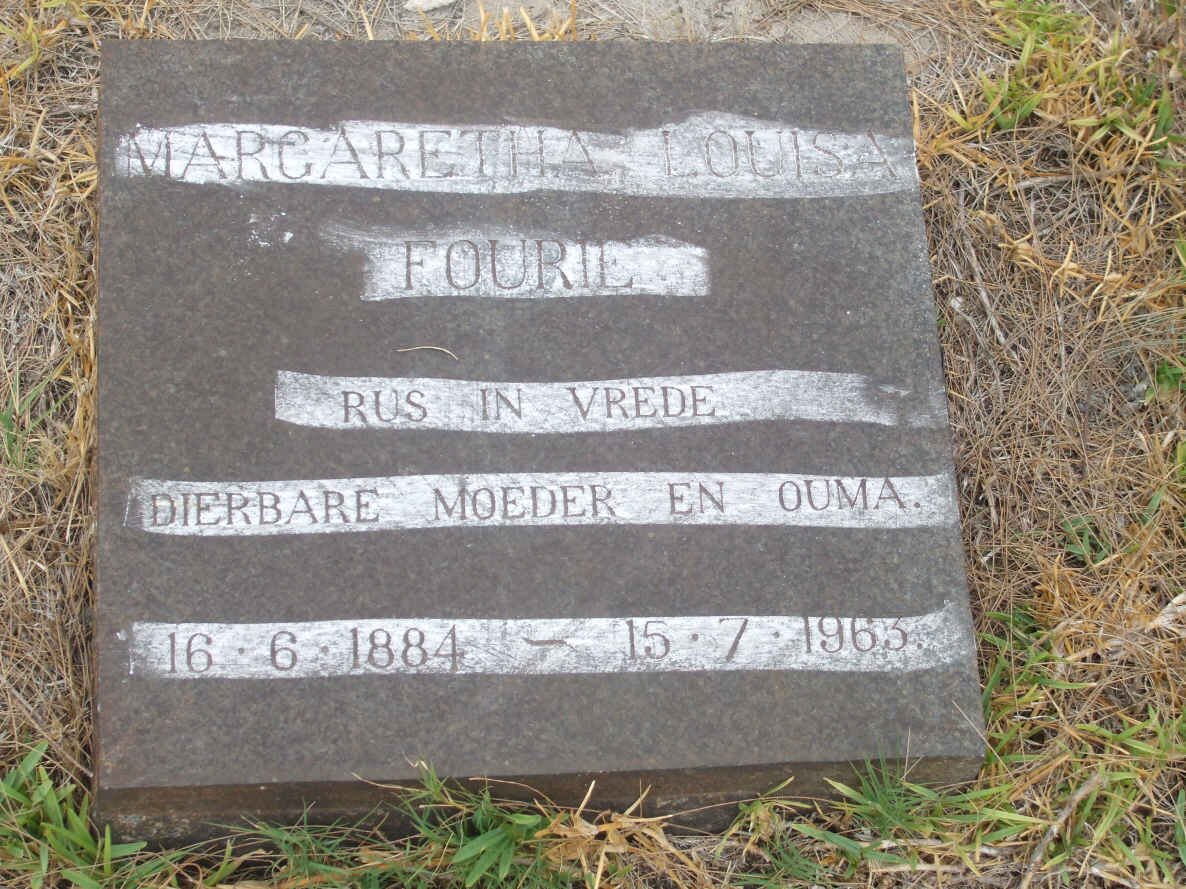 MARGARETHA LOUISA
FOURIE
RUS IN VREDE
DIERBARE MOEDER EN OUMA.
16·6·1884 – 15·7·1963.